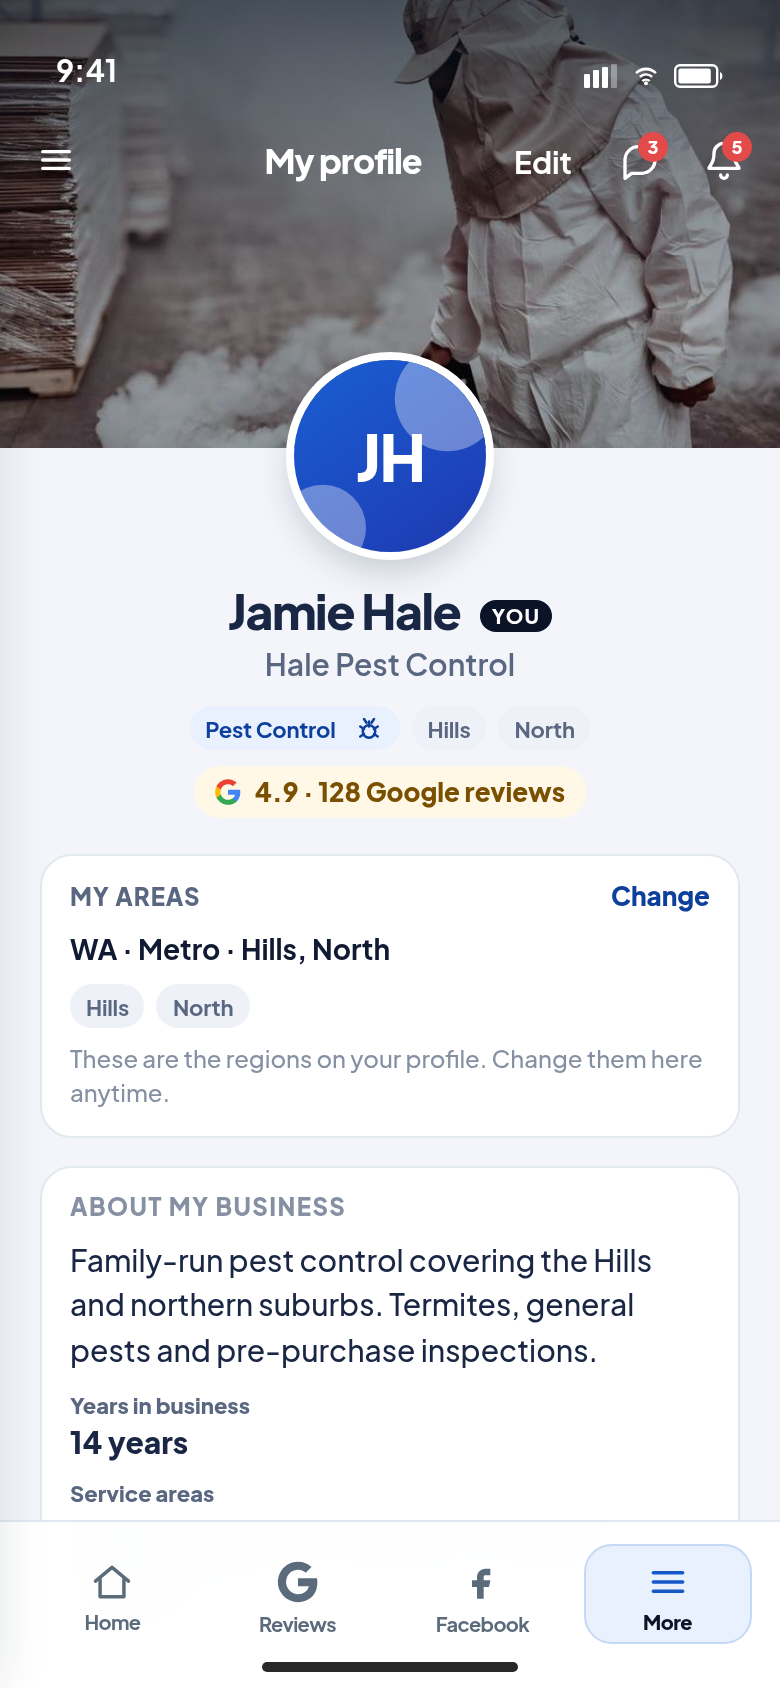 9:41
My profile
Edit
3
5
JH
Jamie Hale YOU
Hale Pest Control
Pest Control Hills North
4.9 · 128 Google reviews
MY AREAS Change
WA · Metro · Hills, North
Hills North
These are the regions on your profile. Change them here
anytime.
ABOUT MY BUSINESS
Family-run pest control covering the Hills
and northern suburbs. Termites, general
pests and pre-purchase inspections.
Years in business
14 years
Service areas
Home Reviews Facebook More